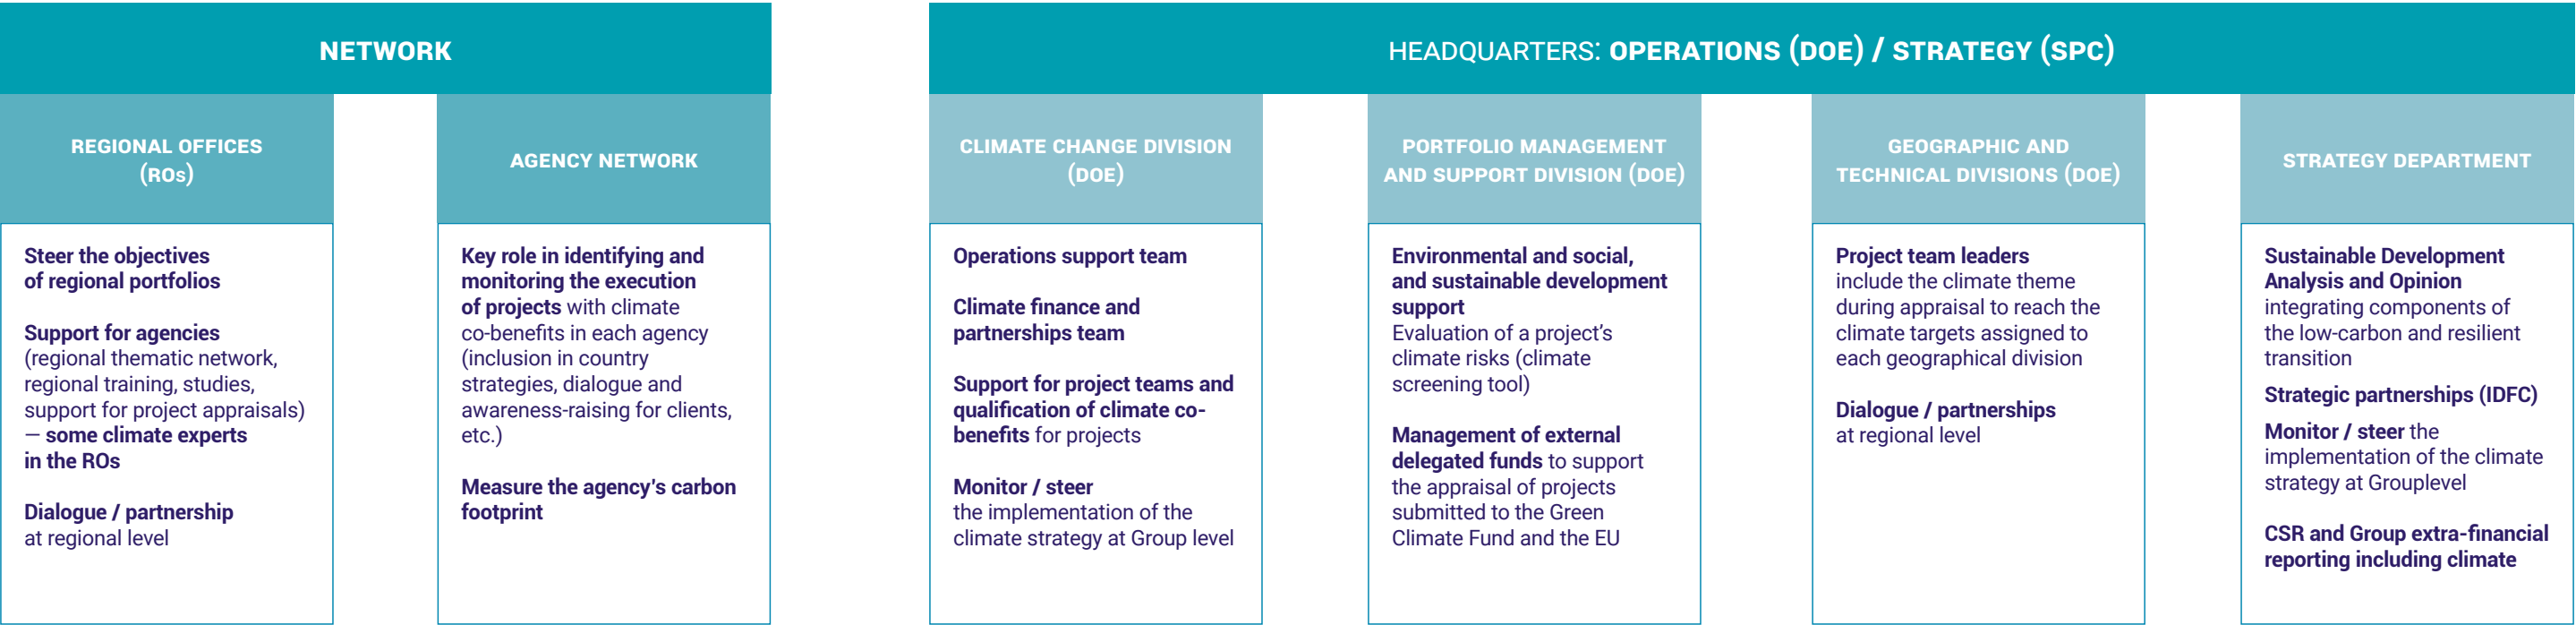 NETWORK
REGIONAL OFFICES
(ROs)
Steer the objectives
of regional portfolios
Support for agencies
(regional thematic network,
regional training, studies,
support for project appraisals)
— some climate experts
in the ROs
Dialogue / partnership
at regional level
AGENCY NETWORK
Key role in identifying and
monitoring the execution
of projects with climate
co-benefits in each agency
(inclusion in country
strategies, dialogue and
awareness-raising for clients,
etc.)
Measure the agency's carbon
footprint
HEADQUARTERS: OPERATIONS (DOE) / STRATEGY (SPC)
CLIMATE CHANGE DIVISION
(DOE)
Operations support team
Climate finance and
partnerships team
Support for project teams and
qualification of climate co-
benefits for projects
Monitor / steer
the implementation of the
climate strategy at Group level
PORTFOLIO MANAGEMENT
AND SUPPORT DIVISION (DOE)
Environmental and social,
and sustainable development
support
Evaluation of a project's
climate risks (climate
screening tool)
Management of external
delegated funds to support
the appraisal of projects
submitted to the Green
Climate Fund and the EU
GEOGRAPHIC AND
TECHNICAL DIVISIONS (DOE)
Project team leaders
include the climate theme
during appraisal to reach the
climate targets assigned to
each geographical division
Dialogue / partnerships
at regional level
STRATEGY DEPARTMENT
Sustainable Development
Analysis and Opinion
integrating components of
the low-carbon and resilient
transition
Strategic partnerships (IDFC)
Monitor / steer the
implementation of the climate
strategy at Grouplevel
CSR and Group extra-financial
reporting including climate